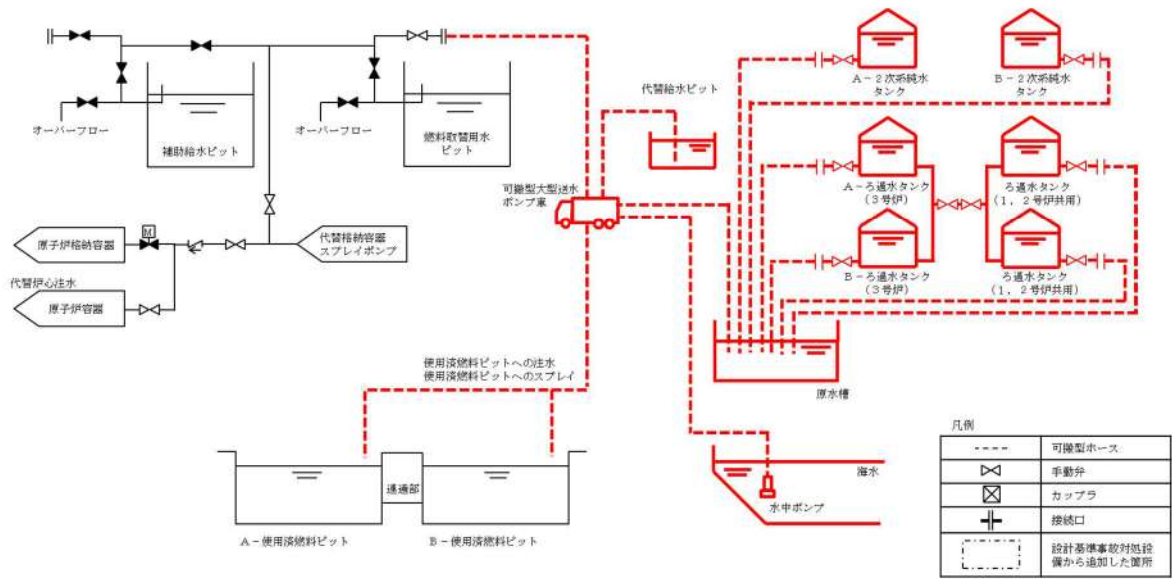 オーバーフロー
補助給水ピット
オーバーフロー
燃料取替用水
ピット
M
原子炉格納容器
代替炉心注水
原子炉容器
代替格納容器
スプレイポンプ
代替給水ピット
可搬型大型送水
ポンプ車
A－2次系純水
タンク
B－2次系純水
タンク
A－ろ過水タンク
（3号炉）
ろ過水タンク
（1，2号炉共用）
B－ろ過水タンク
（3号炉）
ろ過水タンク
（1，2号炉共用）
原水槽
使用済燃料ピットへの注水
使用済燃料ピットへのスプレイ
連通部
A－使用済燃料ピット
B－使用済燃料ピット
海水
水中ポンプ
凡例
可搬型ホース
手動弁
カップラ
接続口
設計基準事故対処設
備から追加した箇所